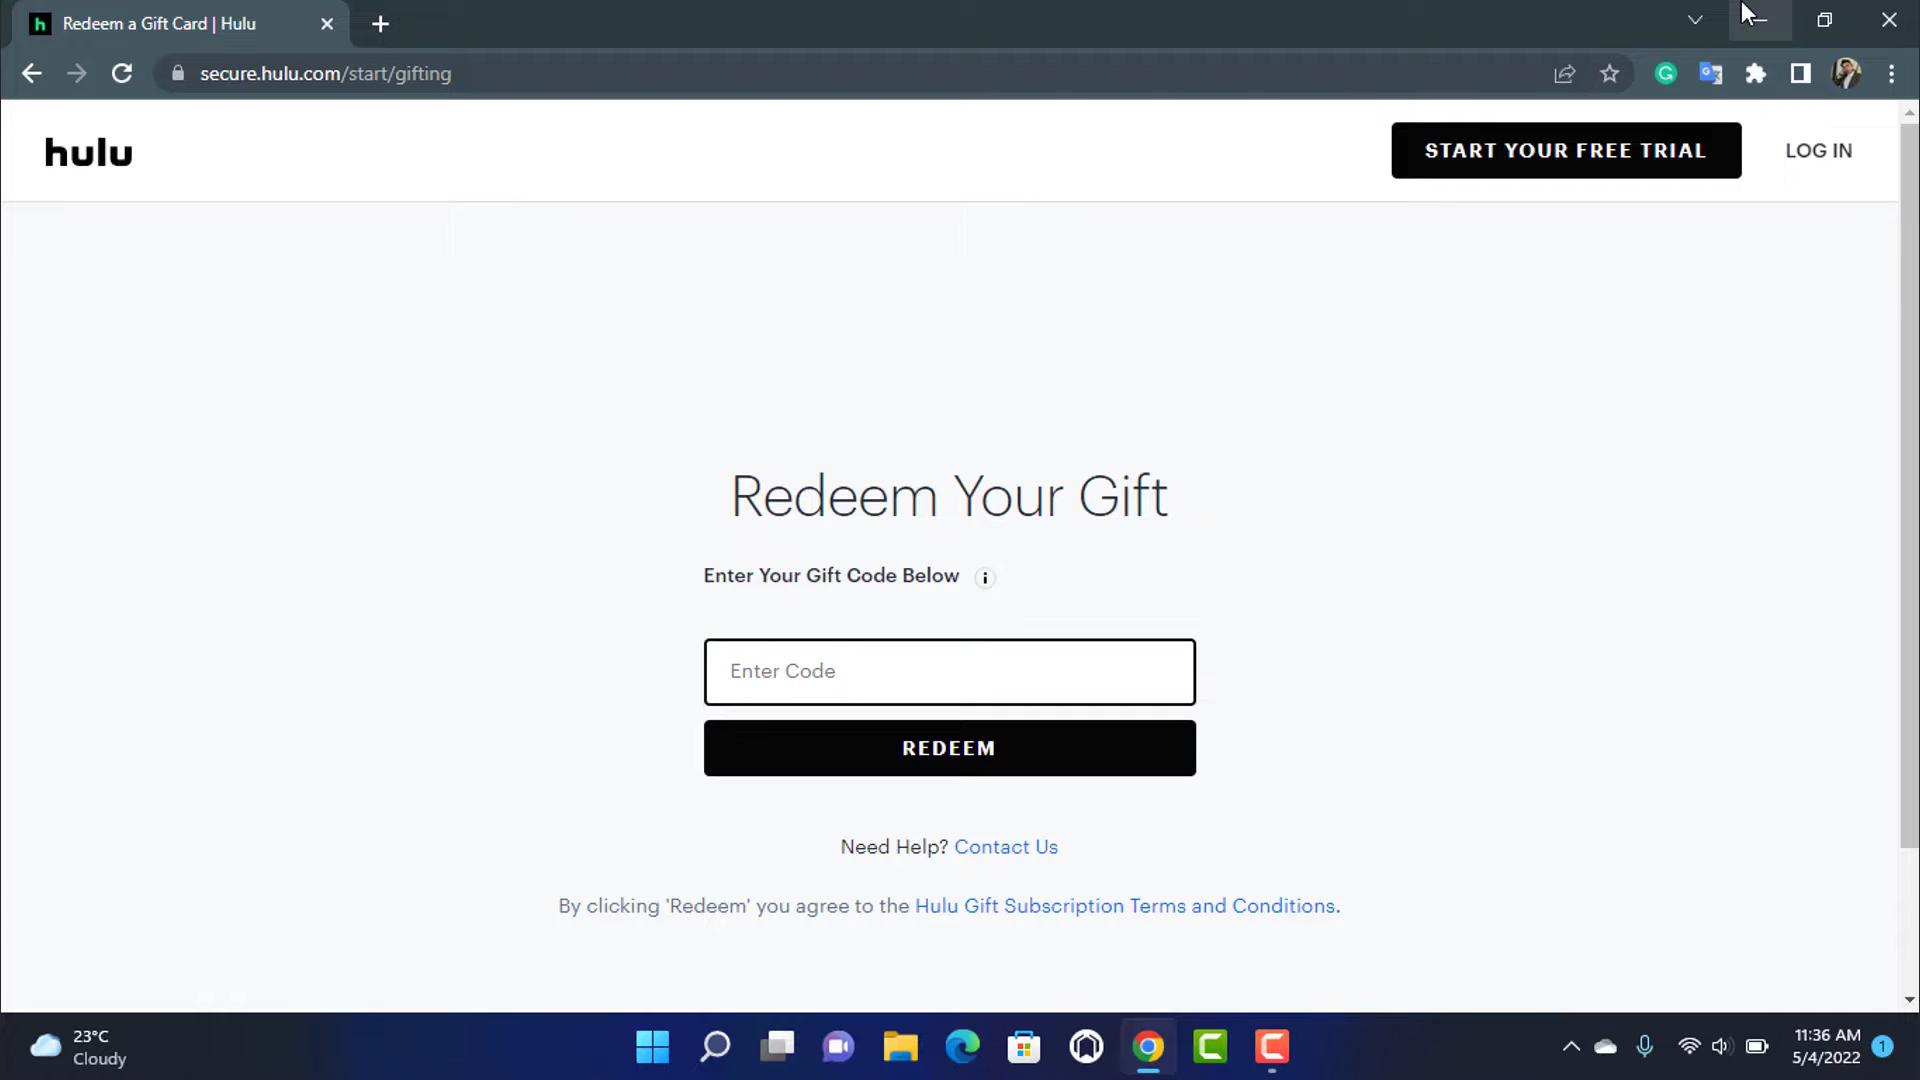 Redeem a Gift Card | Hulu
secure.hulu.com/start/gifting
hulu
START YOUR FREE TRIAL
LOG IN
Redeem Your Gift
Enter Your Gift Code Below
Enter Code
REDEEM
Need Help? Contact Us
By clicking 'Redeem' you agree to the Hulu Gift Subscription Terms and Conditions.
23°C
Cloudy
11:36 AM
5/4/2022
1